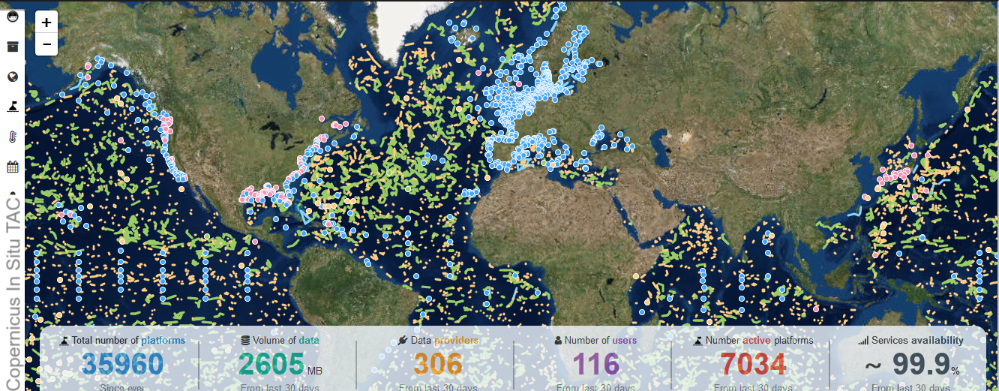 +
−
Copernicus In Situ TAC
Total number of platforms
35960
Since ever
Volume of data
2605 MB
From last 30 days
Data providers
306
From last 30 days
Number of users
116
From last 30 days
Number active platforms
7034
From last 30 days
Services availability
~ 99.9%
From last 30 days